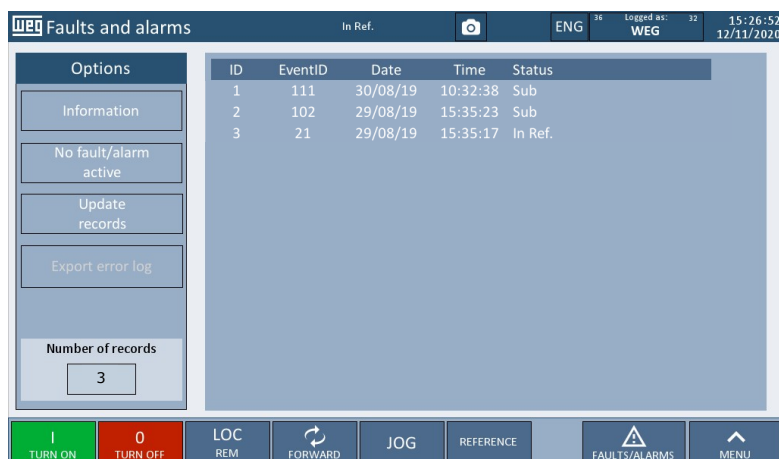 WEG Faults and alarms
In Ref.
ENG
36 Logged as: 32
WEG
15:26:52
12/11/2020
Options
Information
No fault/alarm
active
Update
records
Export error log
Number of records
3
ID EventID Date Time Status
1 111 30/08/19 10:32:38 Sub
2 102 29/08/19 15:35:23 Sub
3 21 29/08/19 15:35:17 In Ref.
I
TURN ON
0
TURN OFF
LOC
REM
FORWARD
JOG
REFERENCE
FAULTS/ALARMS
MENU